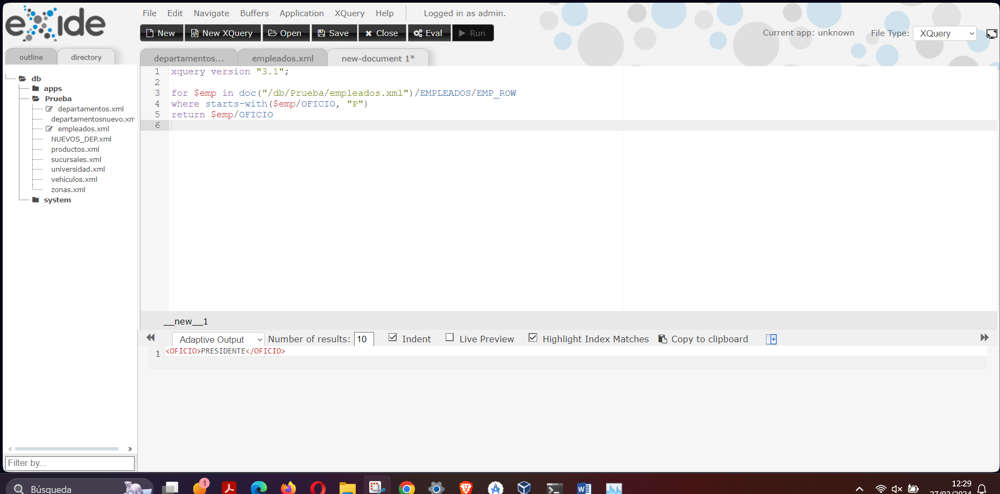 exide
File Edit Navigate Buffers Application XQuery Help Logged in as admin.
New New XQuery Open Save Close Eval Run
Current app: unknown File Type: XQuery
outline directory
departamentos... empleados.xml new-document 1*
db
apps
Prueba
departamentos.xml
departamentosnuevo.xm
empleados.xml
NUEVOS_DEP.xml
productos.xml
sucursales.xml
universidad.xml
vehiculos.xml
zonas.xml
system
Filter by...
1 xquery version "3.1";
2
3 for $emp in doc("/db/Prueba/empleados.xml")/EMPLEADOS/EMP_ROW
4 where starts-with($emp/OFICIO, "P")
5 return $emp/OFICIO
6
__new__1
Adaptive Output Number of results: 10 Indent Live Preview Highlight Index Matches Copy to clipboard
1 <OFICIO>PRESIDENTE</OFICIO>
Búsqueda
1
12:29
27/02/2024